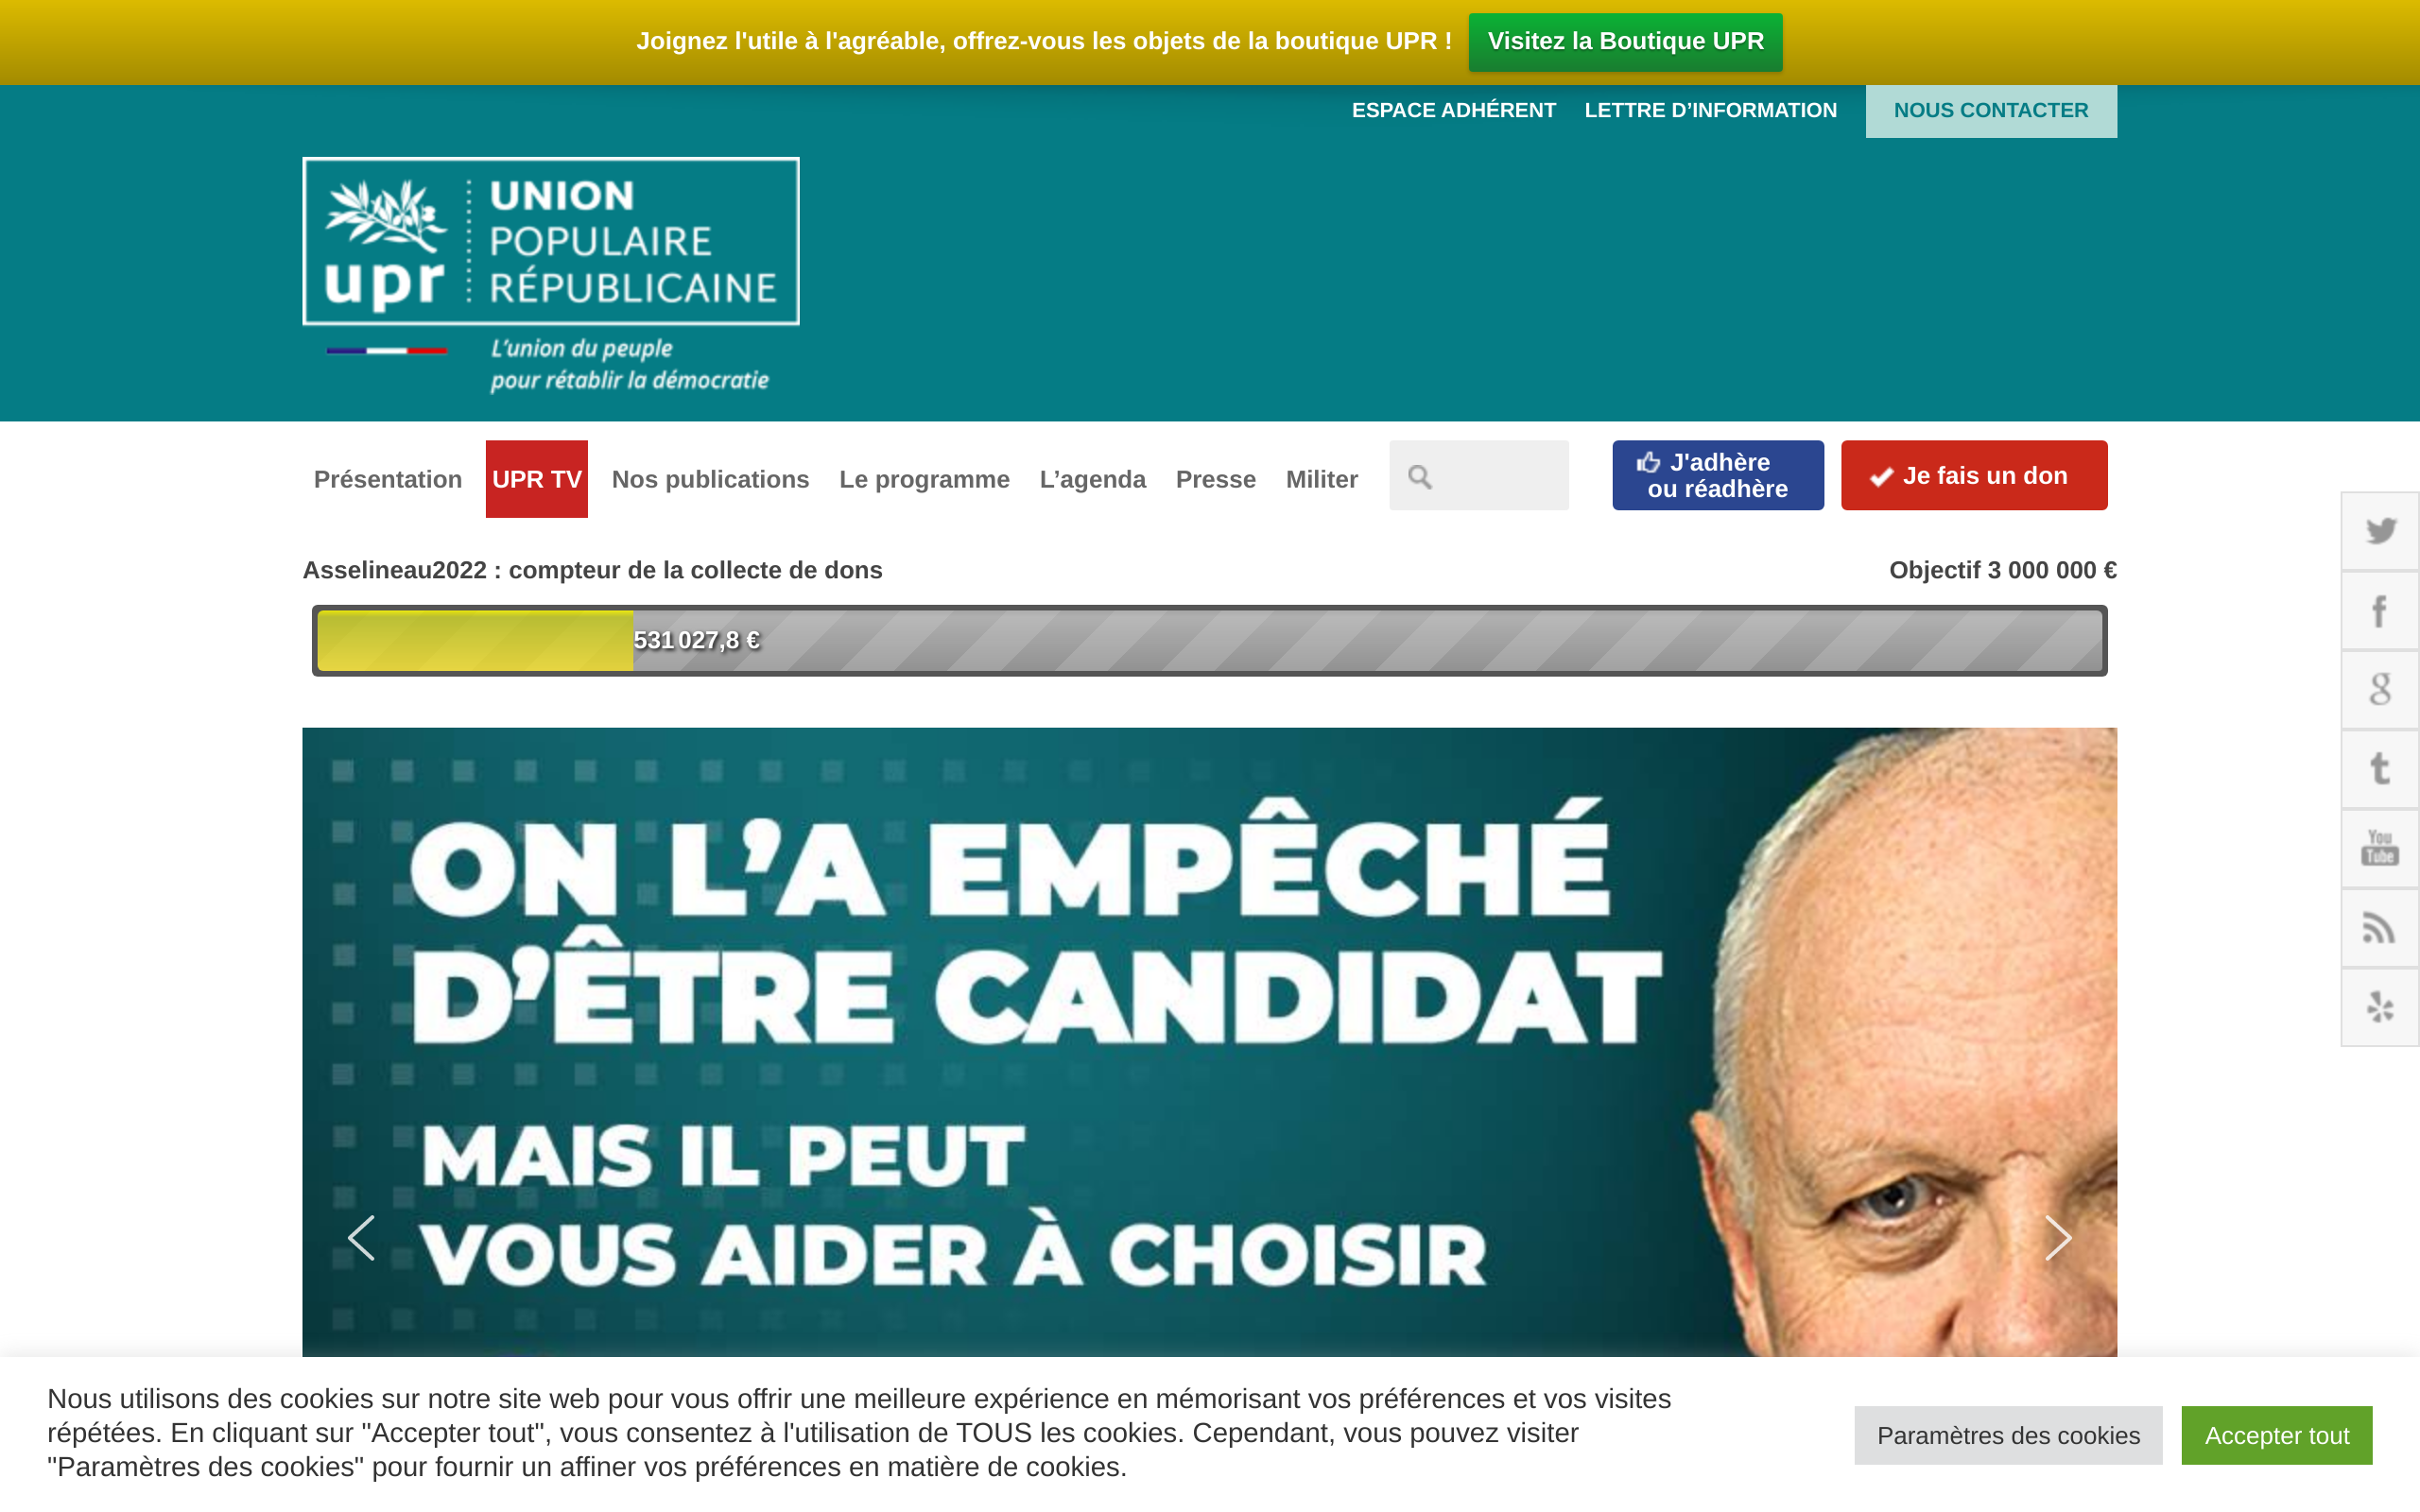 Joignez l'utile à l'agréable, offrez-vous les objets de la boutique UPR !
Visitez la Boutique UPR
ESPACE ADHÉRENT
LETTRE D’INFORMATION
NOUS CONTACTER
upr
UNION
POPULAIRE
RÉPUBLICAINE
L’union du peuple
pour rétablir la démocratie
Présentation
UPR TV
Nos publications
Le programme
L’agenda
Presse
Militer
J'adhère
ou réadhère
Je fais un don
Asselineau2022 : compteur de la collecte de dons
Objectif 3 000 000 €
531 027,8 €
ON L’A EMPÊCHÉ
D’ÊTRE CANDIDAT
MAIS IL PEUT
VOUS AIDER À CHOISIR
You
Tube
Nous utilisons des cookies sur notre site web pour vous offrir une meilleure expérience en mémorisant vos préférences et vos visites
répétées. En cliquant sur "Accepter tout", vous consentez à l'utilisation de TOUS les cookies. Cependant, vous pouvez visiter
"Paramètres des cookies" pour fournir un affiner vos préférences en matière de cookies.
Paramètres des cookies
Accepter tout